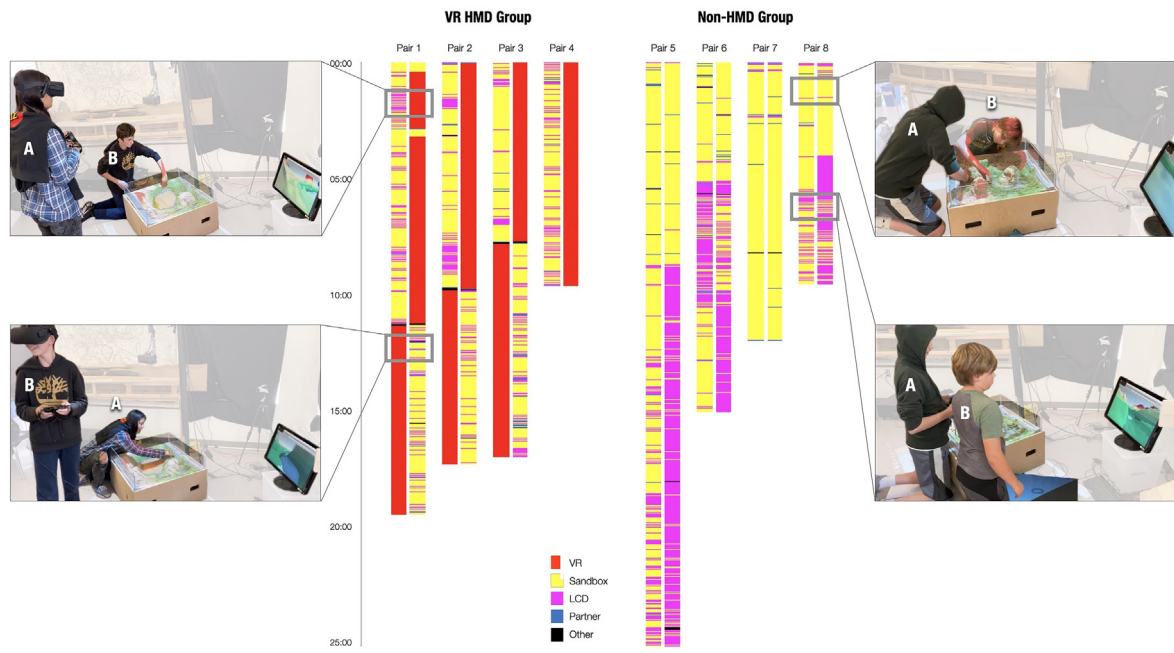 VR HMD Group
Non-HMD Group
Pair 1
Pair 2
Pair 3
Pair 4
Pair 5
Pair 6
Pair 7
Pair 8
00:00
05:00
10:00
15:00
20:00
25:00
A
B
B
A
A
B
A
B
VR
Sandbox
LCD
Partner
Other